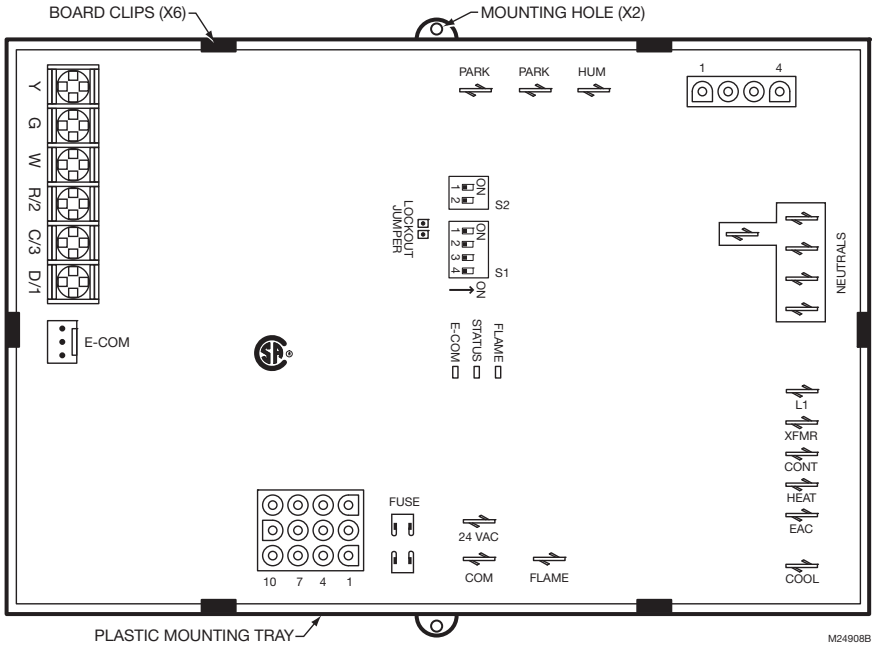 BOARD CLIPS (X6)
MOUNTING HOLE (X2)
PARK
PARK
HUM
1 4
Y
G
W
R/2
C/3
D/1
E-COM
LOCKOUT
JUMPER
ON
1
2
S2
ON
1
2
3
4
S1
ON
E-COM
STATUS
FLAME
SA
®
NEUTRALS
L1
XFMR
CONT
HEAT
EAC
COOL
FUSE
24 VAC
COM
FLAME
10 7 4 1
PLASTIC MOUNTING TRAY
M24908B